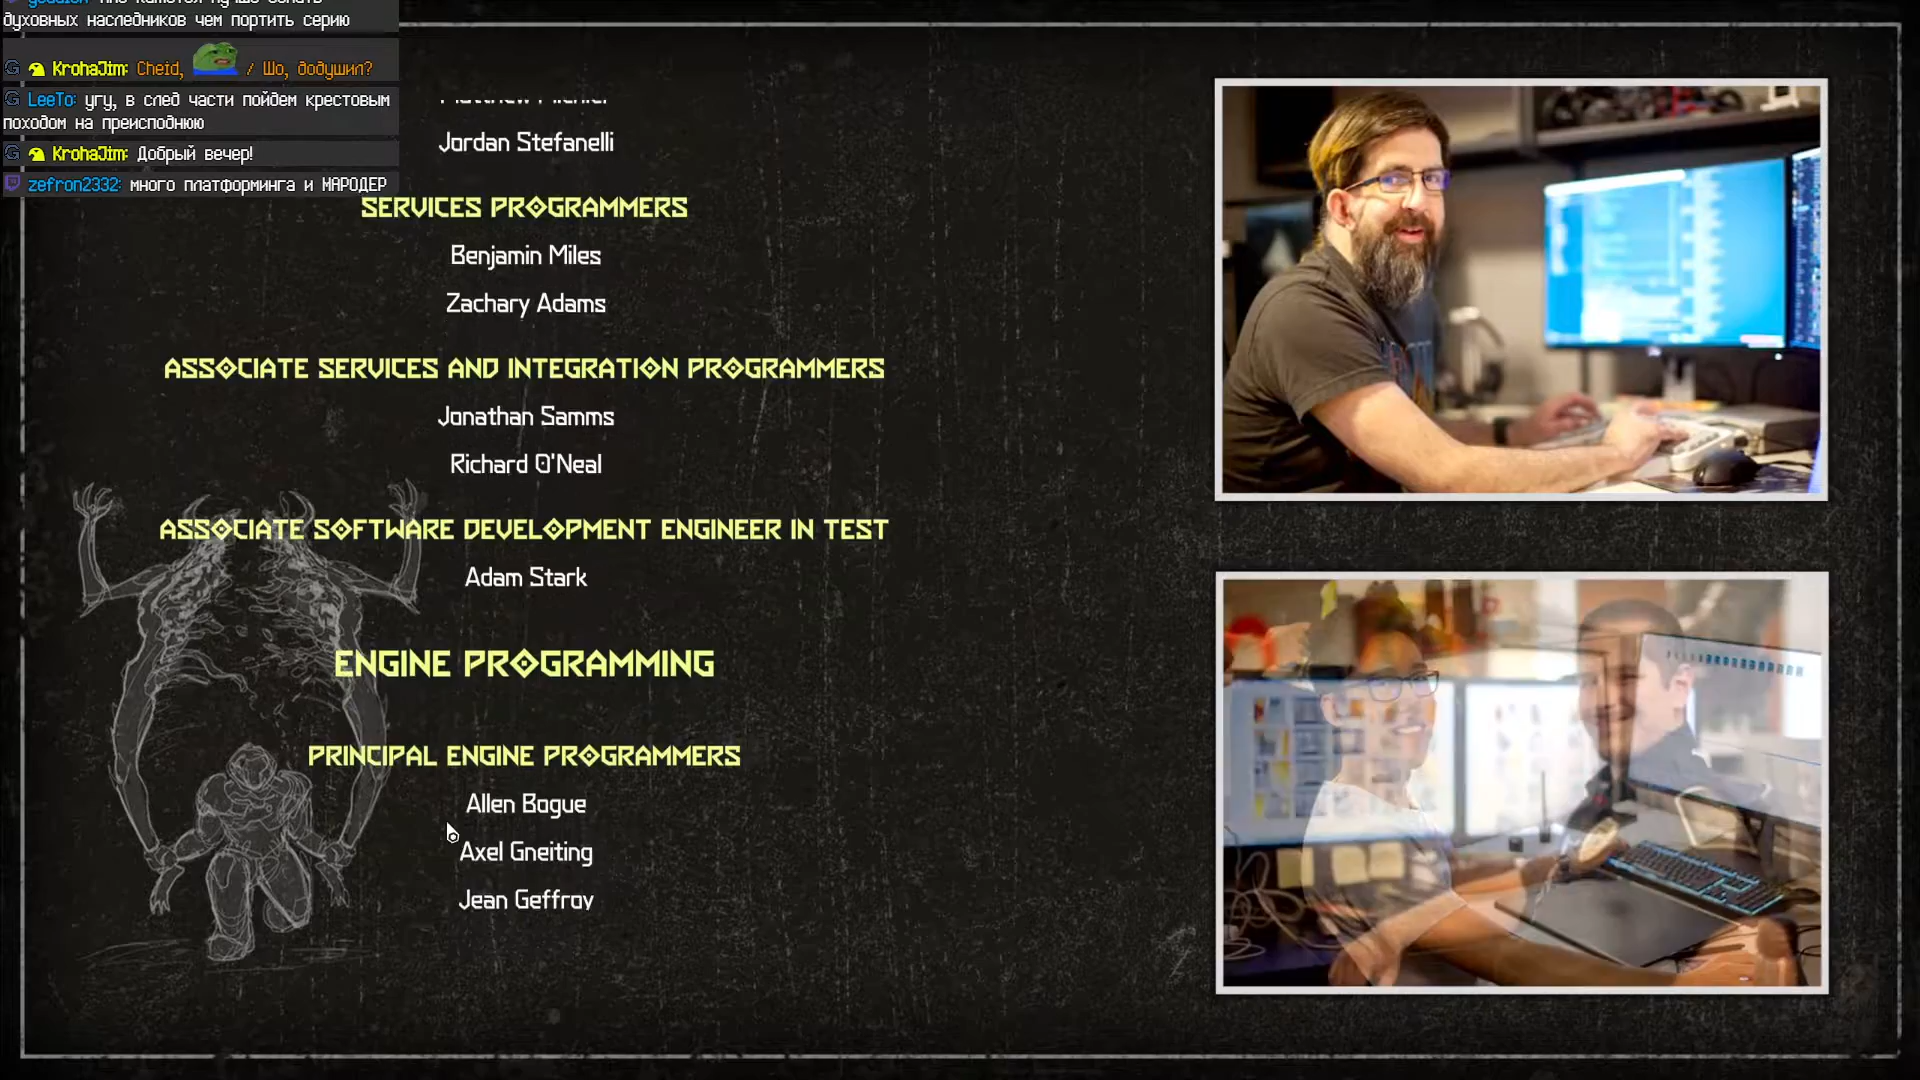 духовных наследников чем портить серию
KrohaJim: Cheid, / Шо, додушил?
LeeTo: угу, в след части пойдем крестовым
походом на преисподнюю
KrohaJim: Добрый вечер!
zefron2332: много платформинга и МАРОДЕР
Jordan Stefanelli
SERVICES PROGRAMMERS
Benjamin Miles
Zachary Adams
ASSOCIATE SERVICES AND INTEGRATION PROGRAMMERS
Jonathan Samms
Richard O'Neal
ASSOCIATE SOFTWARE DEVELOPMENT ENGINEER IN TEST
Adam Stark
ENGINE PROGRAMMING
PRINCIPAL ENGINE PROGRAMMERS
Allen Bogue
Axel Gneiting
Jean Geffroy